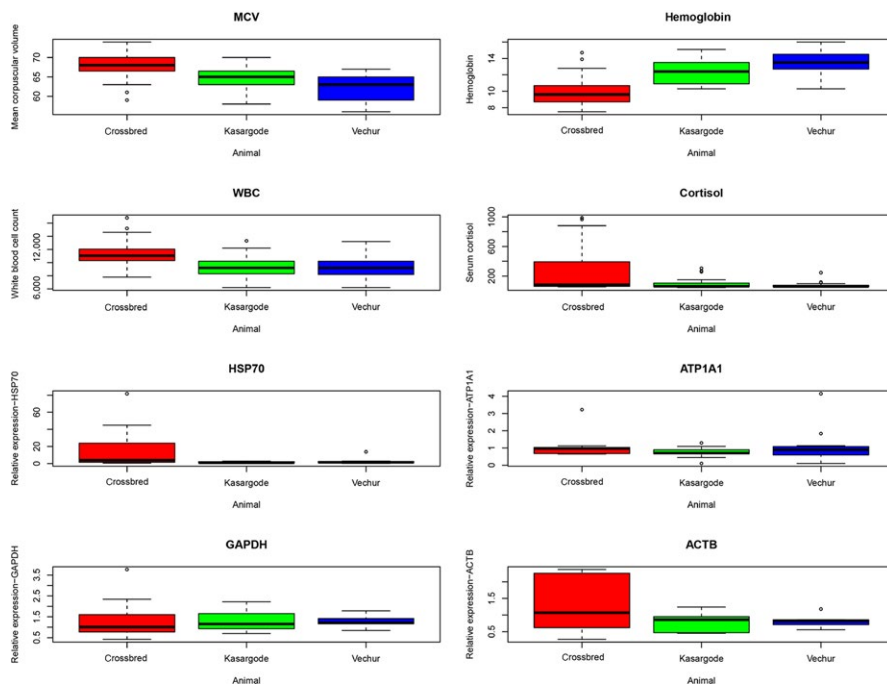 MCV
Mean corpuscular volume
60 65 70
Crossbred Kasargode Vechur
Animal
Hemoglobin
Hemoglobin
8 10 14
Crossbred Kasargode Vechur
Animal
WBC
White blood cell count
6,000 12,000
Crossbred Kasargode Vechur
Animal
Cortisol
Serum cortisol
200 600 1000
Crossbred Kasargode Vechur
Animal
HSP70
Relative expression-HSP70
0 20 60
Crossbred Kasargode Vechur
Animal
ATP1A1
Relative expression-ATP1A1
0 1 2 3 4
Crossbred Kasargode Vechur
Animal
GAPDH
Relative expression-GAPDH
0.5 1.5 2.5 3.5
Crossbred Kasargode Vechur
Animal
ACTB
Relative expression-ACTB
0.5 1.5
Crossbred Kasargode Vechur
Animal